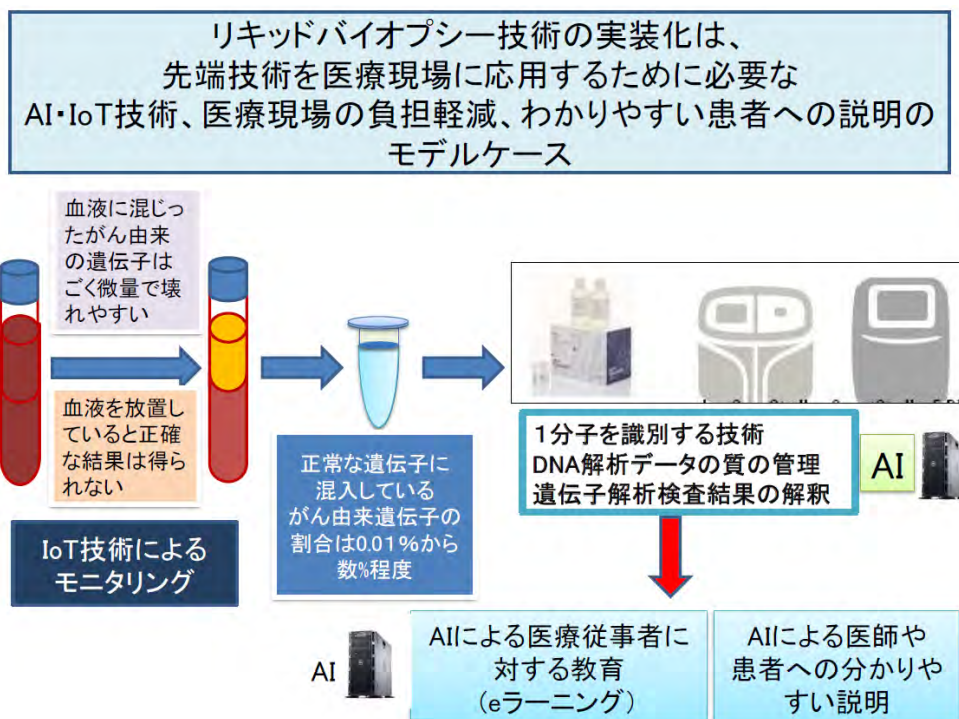 リキッドバイオプシー技術の実装化は、
先端技術を医療現場に応用するために必要な
AI・IoT技術、医療現場の負担軽減、わかりやすい患者への説明の
モデルケース
血液に混じっ
たがん由来
の遺伝子は
ごく微量で壊
れやすい
血液を放置し
ていると正確
な結果は得ら
れない
IoT技術による
モニタリング
正常な遺伝子に
混入している
がん由来遺伝子の
割合は0.01%から
数%程度
1分子を識別する技術
DNA解析データの質の管理
遺伝子解析検査結果の解釈
AI
AI
AIによる医療従事者に
対する教育
(eラーニング)
AIによる医師や
患者への分かりや
すい説明